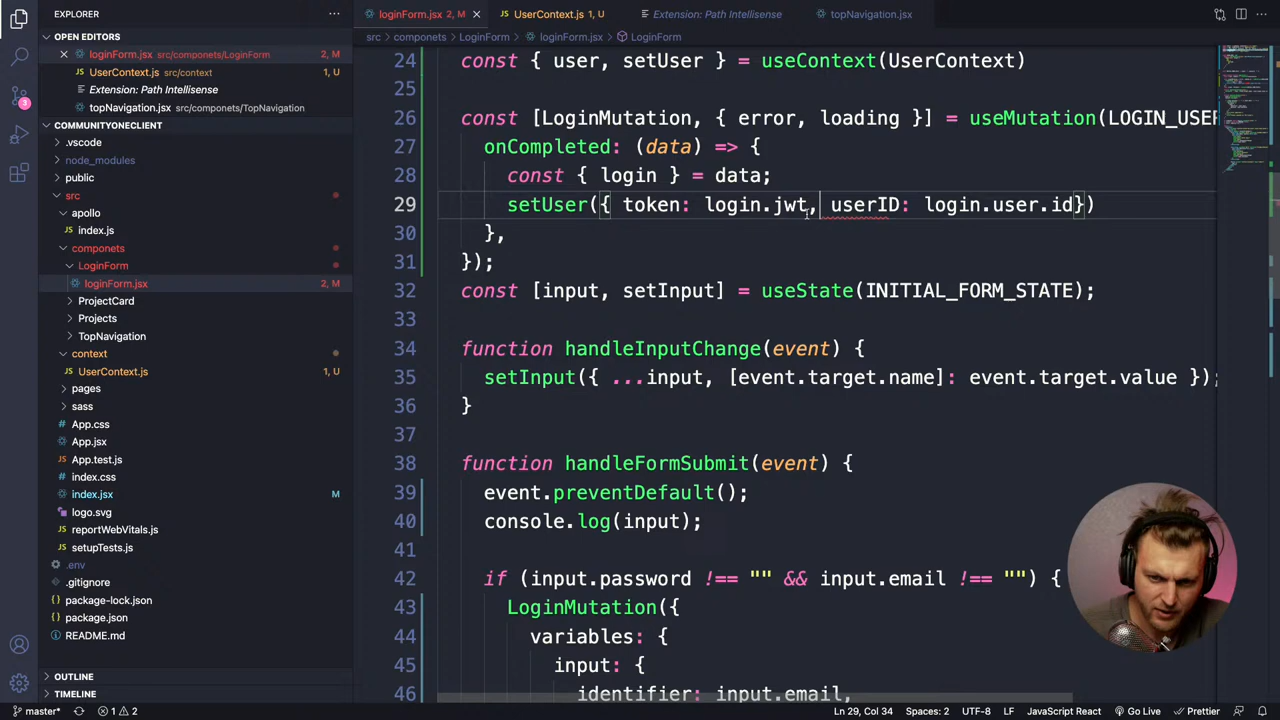 EXPLORER
OPEN EDITORS
loginForm.jsx src/componets/LoginForm 2, M
UserContext.js src/context 1, U
Extension: Path Intellisense
topNavigation.jsx src/componets/TopNavigation
COMMUNITYONECLIENT
.vscode
node_modules
public
src
apollo
index.js
componets
LoginForm
loginForm.jsx 2, M
ProjectCard
Projects
TopNavigation
context
UserContext.js 1, U
pages
sass
App.css
App.jsx
App.test.js
index.css
index.jsx M
logo.svg
reportWebVitals.js
setupTests.js
.env
.gitignore
package-lock.json
package.json
README.md
OUTLINE
TIMELINE
3
loginForm.jsx 2, M
UserContext.js 1, U
Extension: Path Intellisense
topNavigation.jsx
src > componets > LoginForm > loginForm.jsx > LoginForm
24 const { user, setUser } = useContext(UserContext)
25
26 const [LoginMutation, { error, loading }] = useMutation(LOGIN_USER
27 onCompleted: (data) => {
28 const { login } = data;
29 setUser({ token: login.jwt, userID: login.user.id})
30 },
31 });
32 const [input, setInput] = useState(INITIAL_FORM_STATE);
33
34 function handleInputChange(event) {
35 setInput({ ...input, [event.target.name]: event.target.value });
36 }
37
38 function handleFormSubmit(event) {
39 event.preventDefault();
40 console.log(input);
41
42 if (input.password !== "" && input.email !== "") {
43 LoginMutation({
44 variables: {
45 input: {
46 identifier: input.email,
master* 1 2 Ln 29, Col 34 Spaces: 2 UTF-8 LF JavaScript React Go Live Prettier